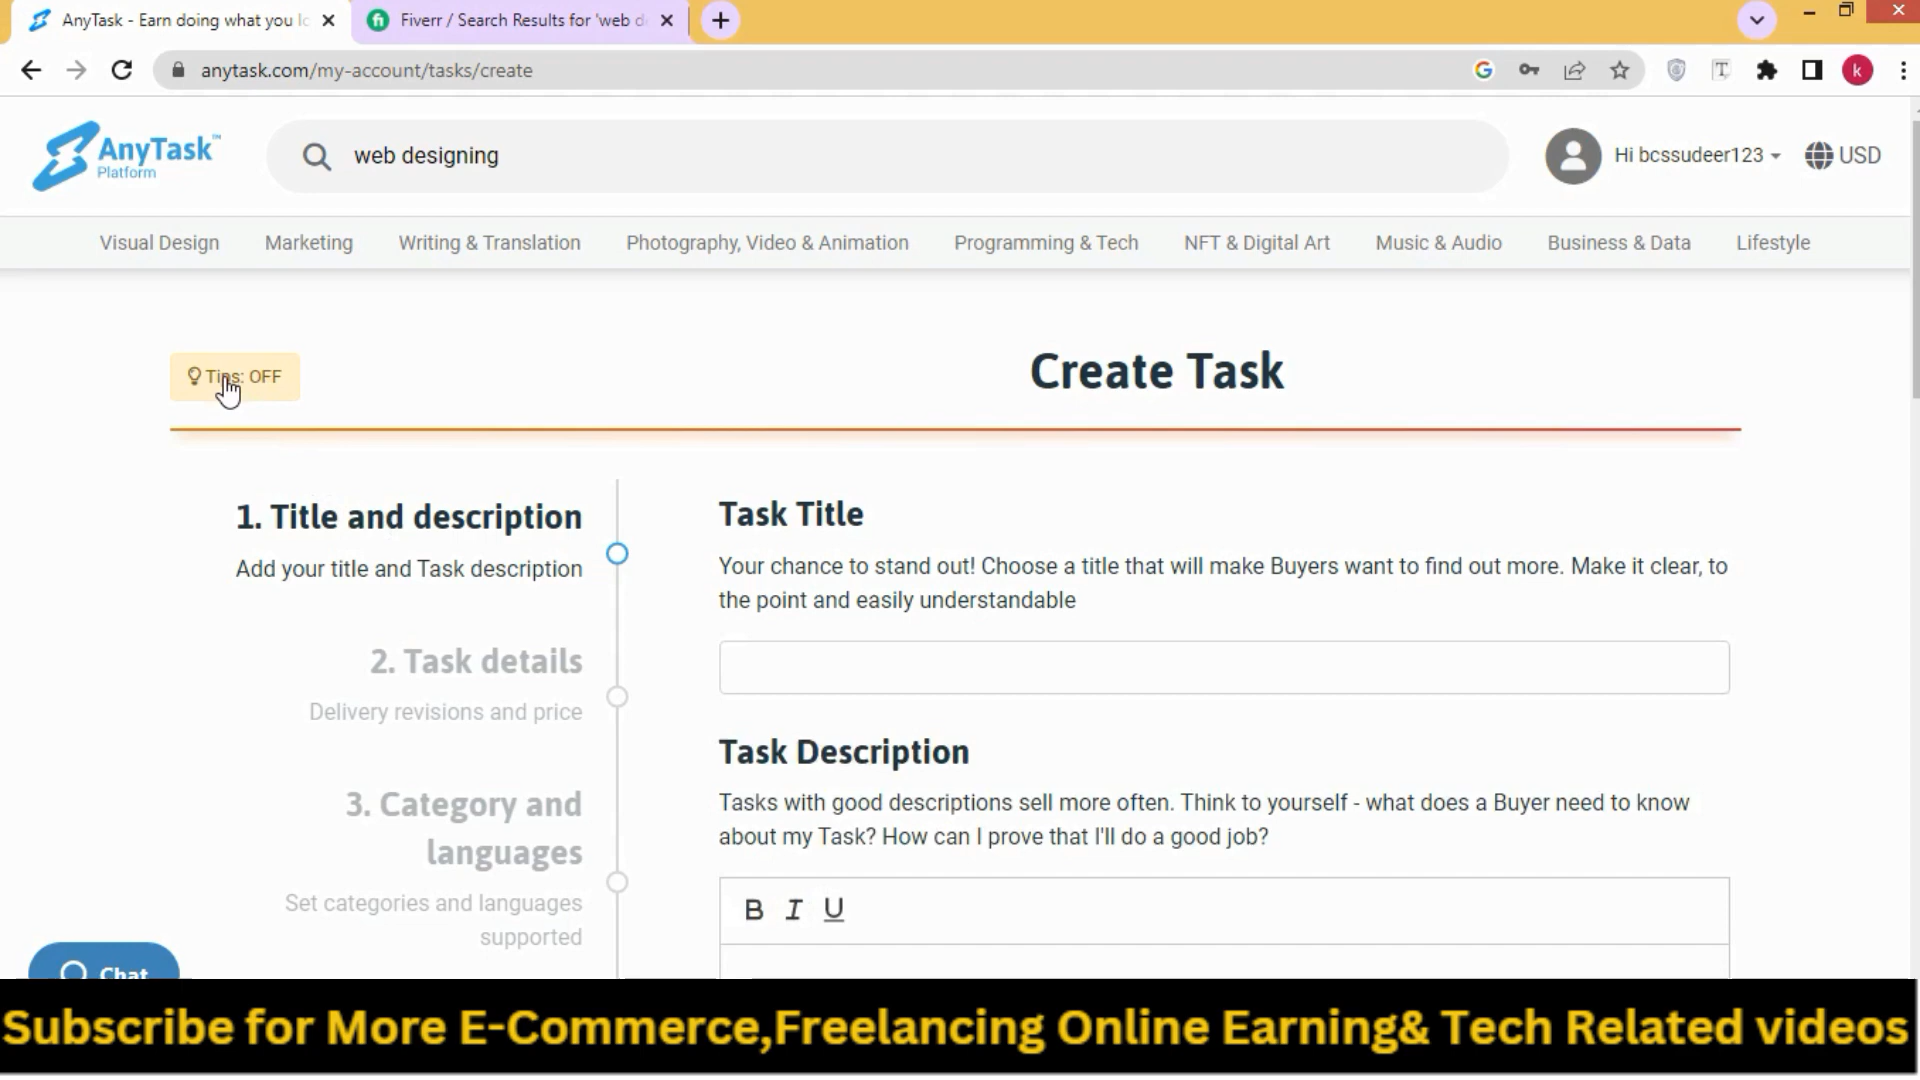 AnyTask - Earn doing what you lo
Fiverr / Search Results for 'web d
anytask.com/my-account/tasks/create
G
T
k
AnyTask™
Platform
web designing
Hi bcssudeer123
USD
Visual Design
Marketing
Writing & Translation
Photography, Video & Animation
Programming & Tech
NFT & Digital Art
Music & Audio
Business & Data
Lifestyle
Tips: OFF
Create Task
1. Title and description
Add your title and Task description
2. Task details
Delivery revisions and price
3. Category and
languages
Set categories and languages
supported
Task Title
Your chance to stand out! Choose a title that will make Buyers want to find out more. Make it clear, to
the point and easily understandable
Task Description
Tasks with good descriptions sell more often. Think to yourself - what does a Buyer need to know
about my Task? How can I prove that I'll do a good job?
B I U
Chat
Subscribe for More E-Commerce,Freelancing Online Earning& Tech Related videos